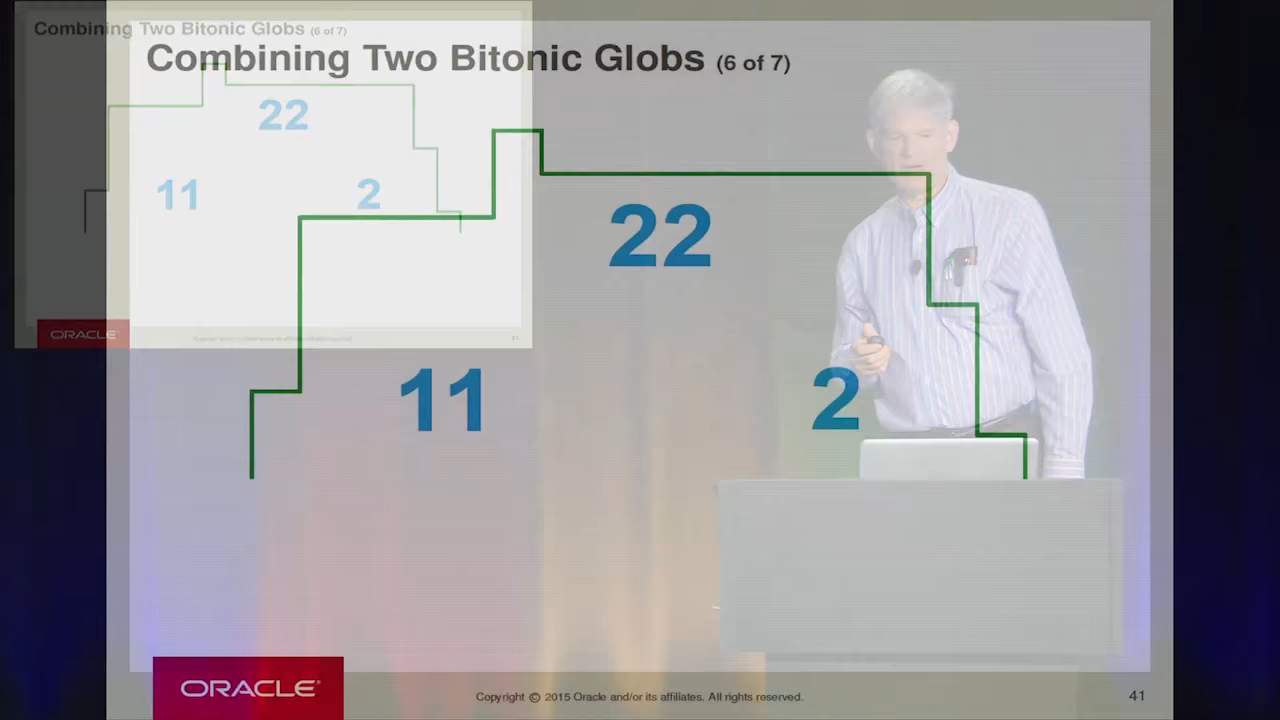 Combining Two Bitonic Globs (6 of 7)
22
11 2
ORACLE
41
Combining Two Bitonic Globs (6 of 7)
22
11 2
ORACLE
Copyright © 2015 Oracle and/or its affiliates. All rights reserved.
41